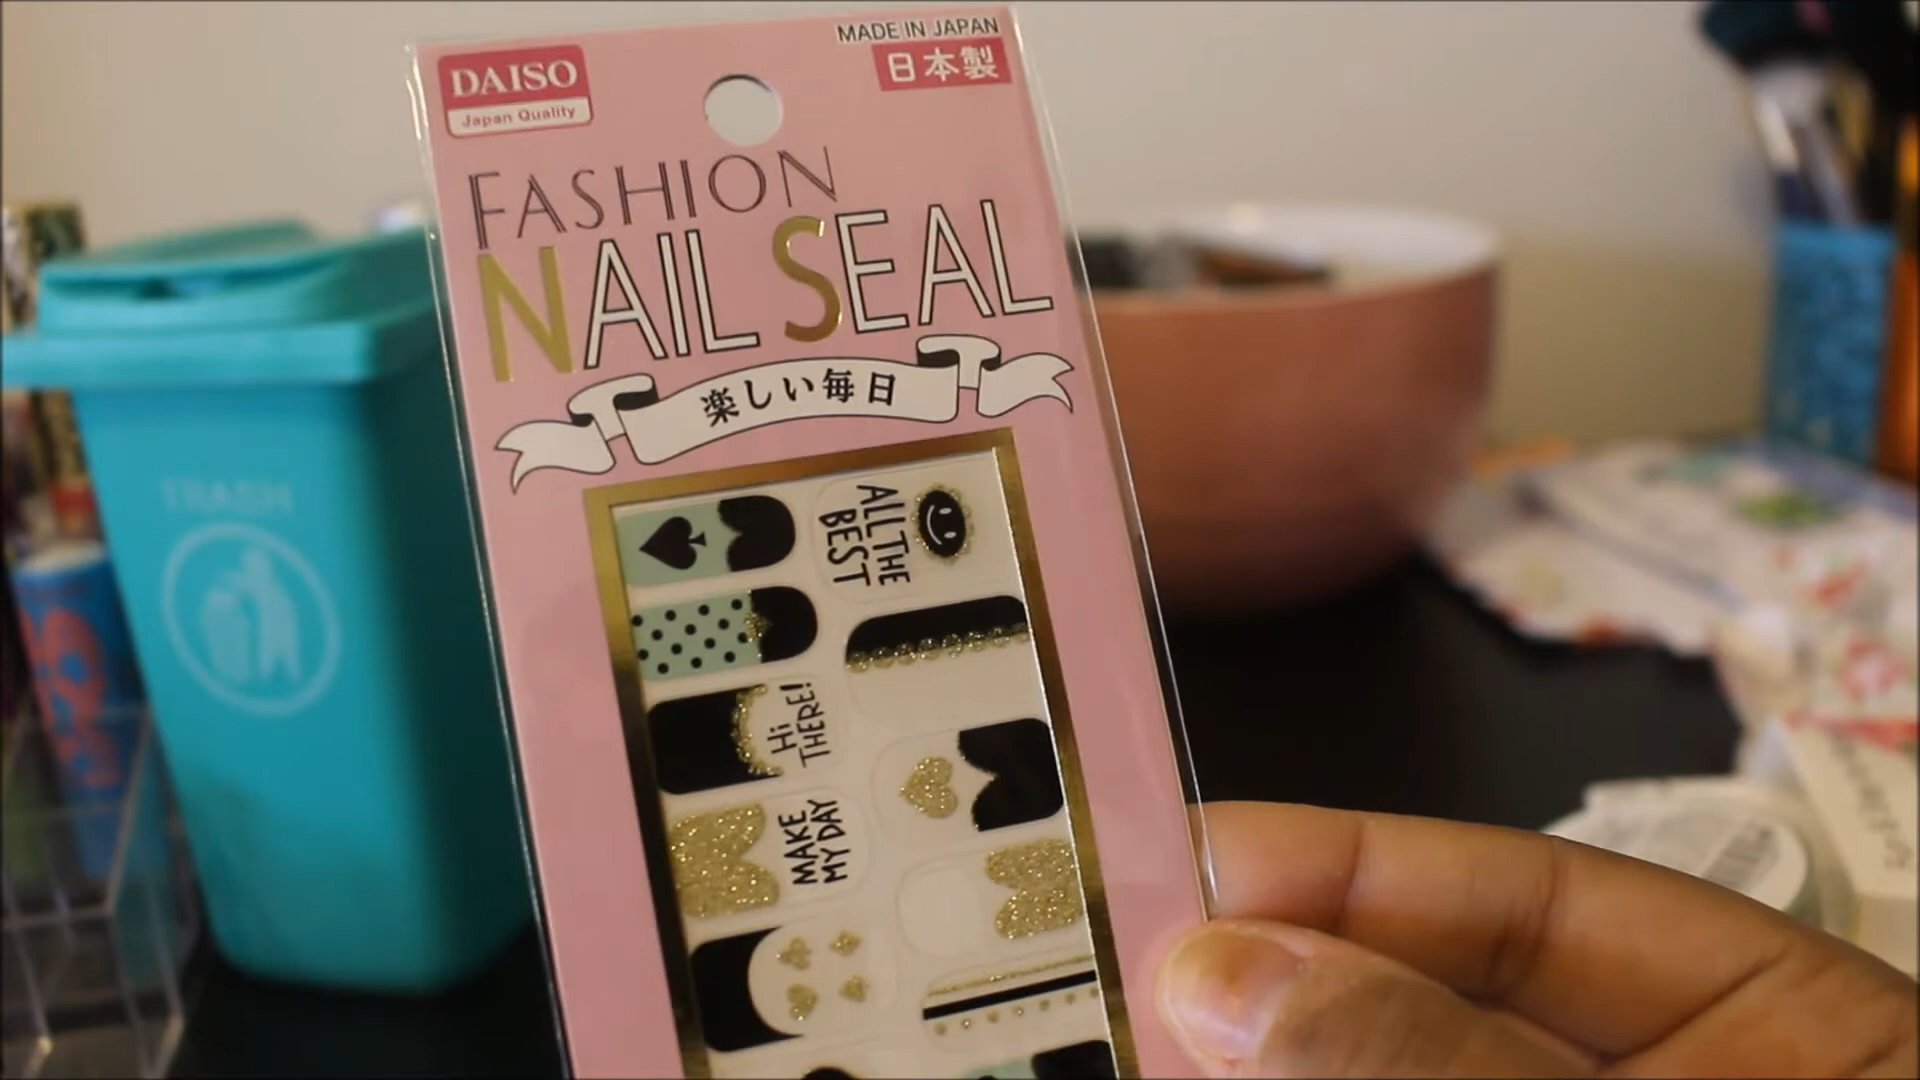 MADE IN JAPAN
DAISO
日本製
Japan Quality
FASHION
NAIL SEAL
楽しい毎日
ALL THE
BEST
Hi
THERE!
MAKE
MY DAY
TRASH